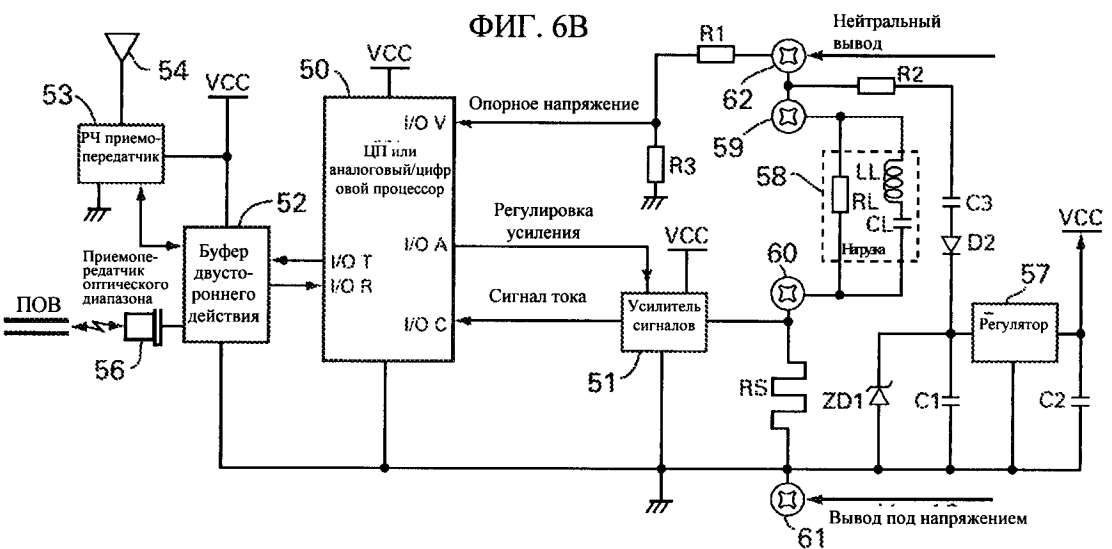 ФИГ. 6B
Нейтральный
вывод
R1
62
R2
54
VCC
53
РЧ приемо-
передатчик
50
VCC
I/O V
Опорное напряжение
ЦП или
аналоговый/цифр
овой процессор
R3
59
58
LL
RL
CL
Нагрузка
C3
D2
VCC
52
Буфер
двусто-
роннего
действия
Приемопе-
редатчик
оптического
диапазона
ПОВ
56
I/O T
I/O R
I/O A
Регулировка
усиления
VCC
I/O C
Сигнал тока
Усилитель
сигналов
51
60
RS
57
Регулятор
ZD1
C1
C2
61
Вывод под напряжением